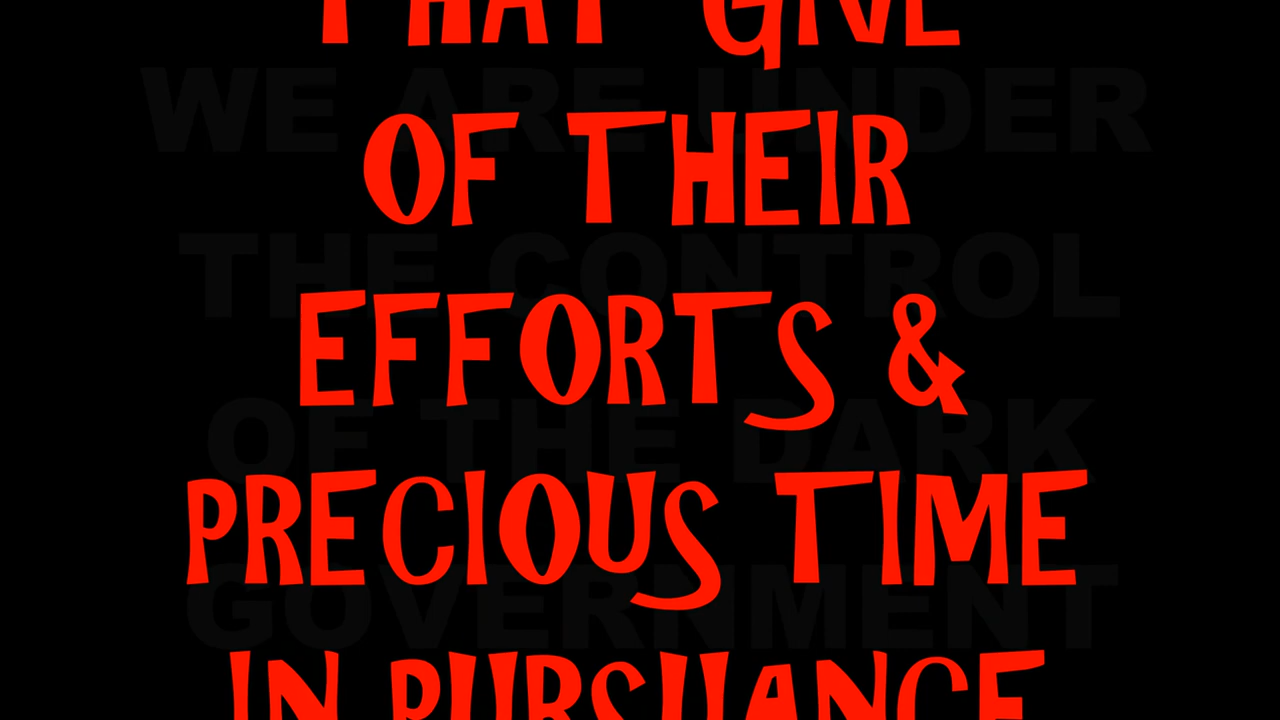 THAT GIVE
WE ARE UNDER
OF THEIR
THE CONTROL
EFFORTS &
OF THE DARK
PRECIOUS TIME
GOVERNMENT
IN PURSUANCE